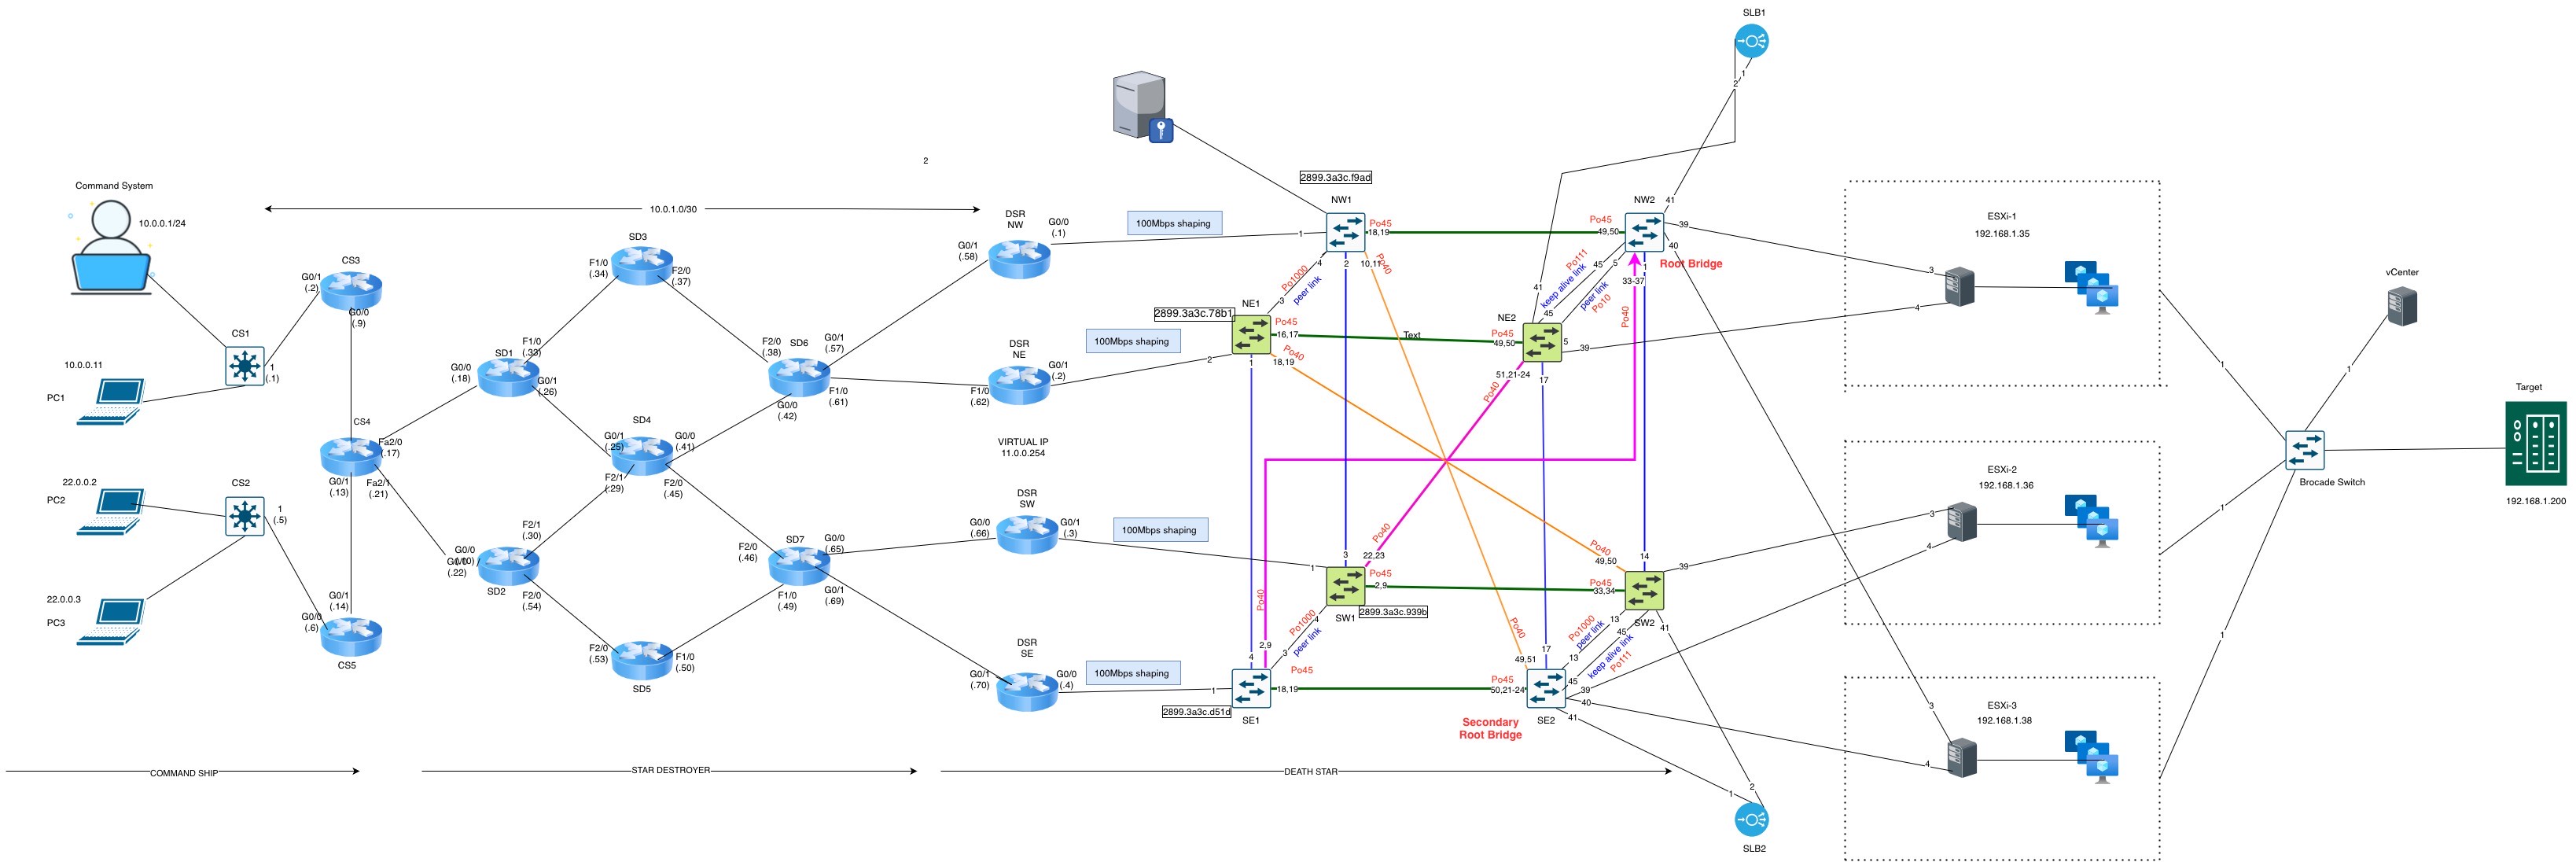 SLB1
1
2
2
2899.3a3c.f9ad
Command System
10.0.0.1/24
10.0.1.0/30
DSR
NW
G0/0
(.1)
G0/1
(.58)
100Mbps shaping
1
NW1
Po45
18,19
Po45
49,50
NW2
41
39
40
Root Bridge
ESXi-1
192.168.1.35
3
4
vCenter
CS3
G0/1
(.2)
G0/0
(.9)
SD3
F1/0
(.34)
F2/0
(.37)
4
2
10,11
Po40
Po1000
peer link
3
Po111
keep alive link
45
5
peer link
Po10
45
1
33-37
Po40
41
NE1
2899.3a3c.78b1
Po45
16,17
Text
Po45
49,50
NE2
5
39
CS1
1
(.1)
10.0.0.11
PC1
SD1
F1/0
(.33)
G0/0
(.18)
G0/1
(.26)
SD6
F2/0
(.38)
G0/1
(.57)
F1/0
(.61)
G0/0
(.42)
DSR
NE
G0/1
(.2)
F1/0
(.62)
100Mbps shaping
2
1
Po40
18,19
51,21-24
Po40
17
1
1
Target
CS4
Fa2/0
(.17)
G0/1
(.13)
Fa2/1
(.21)
SD4
G0/1
(.25)
G0/0
(.41)
F2/1
(.29)
F2/0
(.45)
VIRTUAL IP
11.0.0.254
ESXi-2
192.168.1.36
3
4
1
Brocade Switch
192.168.1.200
22.0.0.2
PC2
CS2
1
(.5)
F2/1
(.30)
G0/0
(.22)
SD2
F2/0
(.54)
SD7
F2/0
(.46)
G0/0
(.65)
F1/0
(.49)
G0/1
(.69)
DSR
SW
G0/0
(.66)
G0/1
(.3)
100Mbps shaping
1
3
Po40
22,23
Po45
2,9
SW1
2899.3a3c.939b
Po40
49,50
14
Po45
33,34
39
SW2
41
22.0.0.3
PC3
G0/1
(.14)
G0/0
(.6)
CS5
F2/0
(.53)
F1/0
(.50)
SD5
DSR
SE
G0/1
(.70)
G0/0
(.4)
100Mbps shaping
1
Po40
2,9
4
Po1000
4
peer link
3
Po45
18,19
SE1
2899.3a3c.d51d
Po40
49,51
17
Po1000
peer link
13
13
45
keep alive link
Po111
45
Po45
50,21-24
39
40
41
SE2
Secondary
Root Bridge
ESXi-3
192.168.1.38
3
4
1
COMMAND SHIP
STAR DESTROYER
DEATH STAR
1
2
SLB2